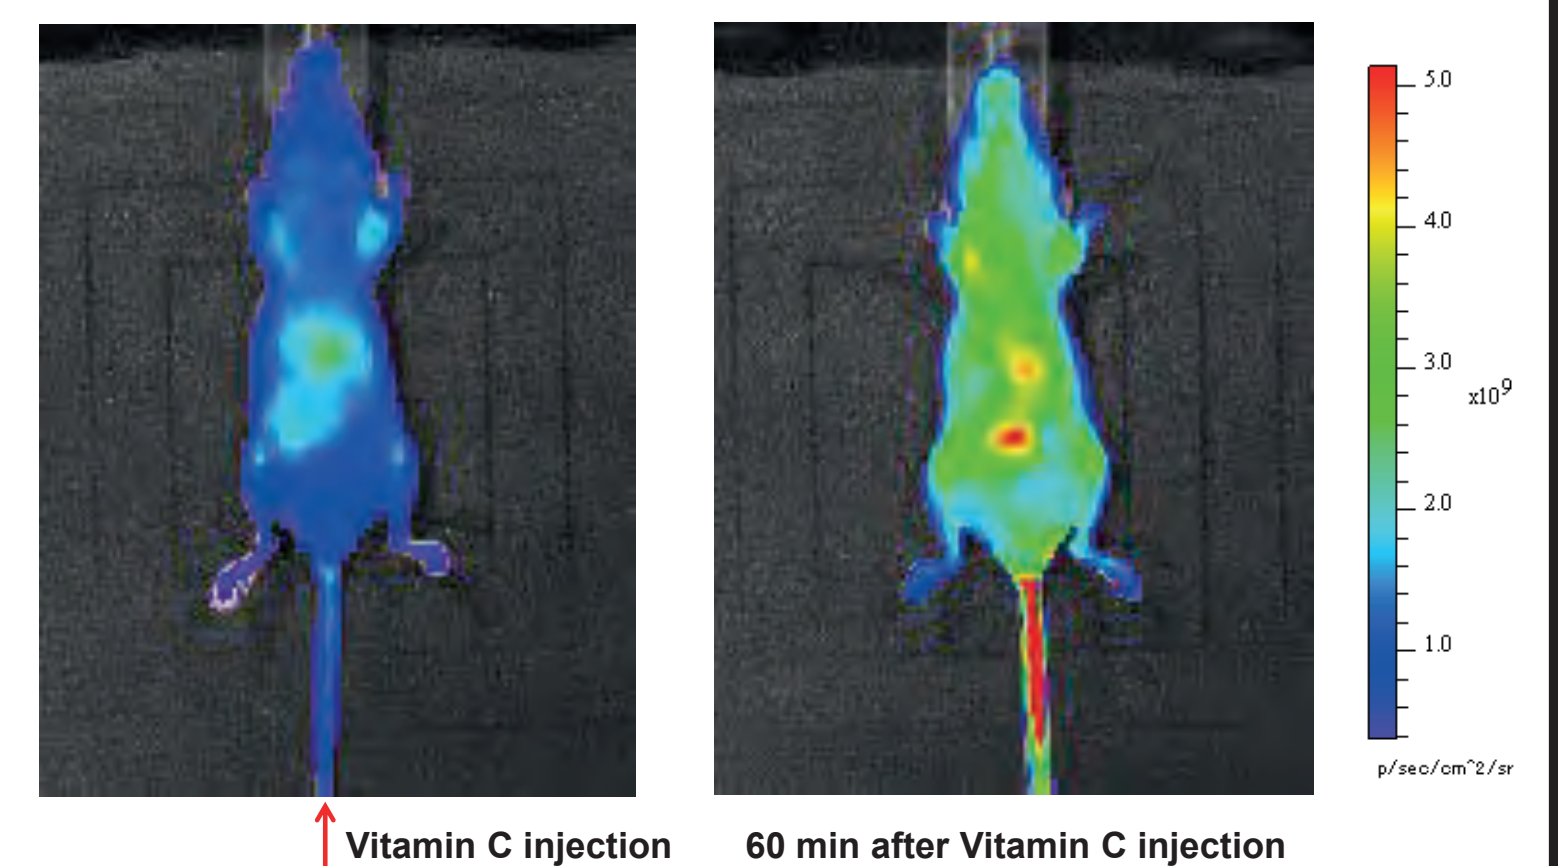 5.0
4.0
3.0
x10⁹
2.0
1.0
p/sec/cm^2/sr
Vitamin C injection
60 min after Vitamin C injection